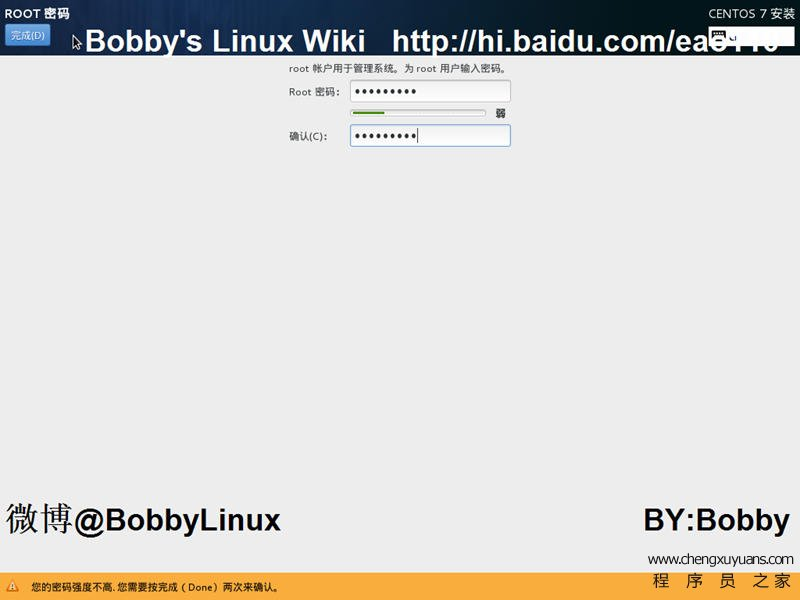 ROOT 密码
CENTOS 7 安装
完成(D)
Bobby's Linux Wiki http://hi.baidu.com/
root 帐户用于管理系统。为 root 用户输入密码。
Root 密码：
弱
确认(C)：
微博@BobbyLinux
BY:Bobby
www.chengxuyuans.com
程序员之家
您的密码强度不高.您需要按完成（Done）两次来确认。